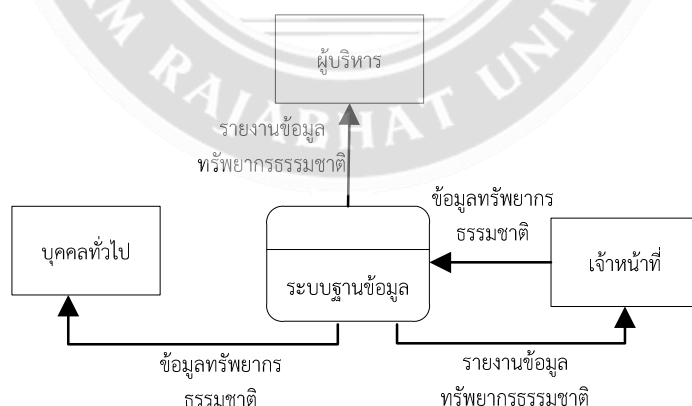 RAJABHAT UNIV
ผู้บริหาร
รายงานข้อมูล
ทรัพยากรธรรมชาติ
ข้อมูลทรัพยากร
ธรรมชาติ
บุคคลทั่วไป
ระบบฐานข้อมูล
เจ้าหน้าที่
ข้อมูลทรัพยากร
ธรรมชาติ
รายงานข้อมูล
ทรัพยากรธรรมชาติ